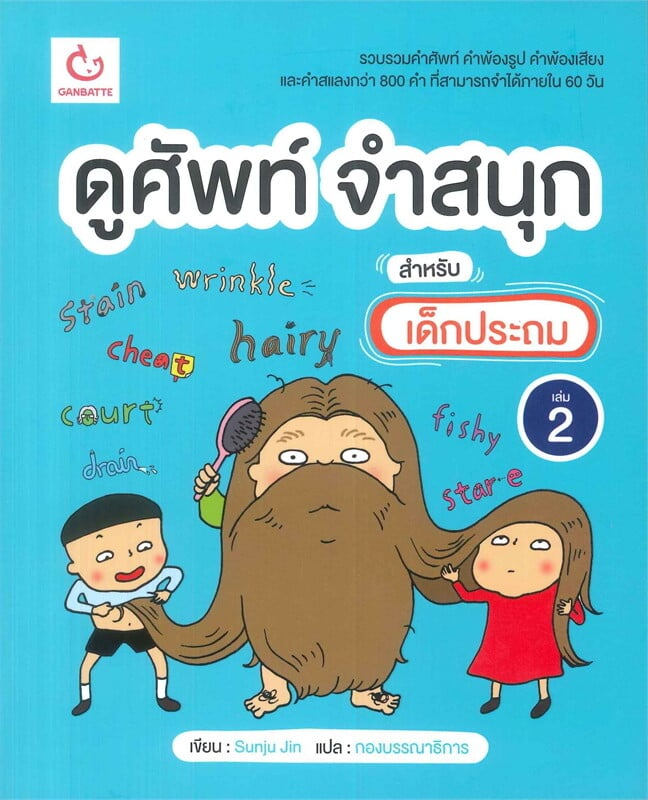 GANBATTE
รวบรวมคำศัพท์ คำพ้องรูป คำพ้องเสียง
และคำสแลงกว่า 800 คำ ที่สามารถจำได้ภายใน 60 วัน
ดูศัพท์ จำสนุก
สำหรับ
เด็กประถม
เล่ม
2
stain
wrinkle
cheat
hairy
court
drain
fishy
stare
เขียน : Sunju Jin แปล : กองบรรณาธิการ